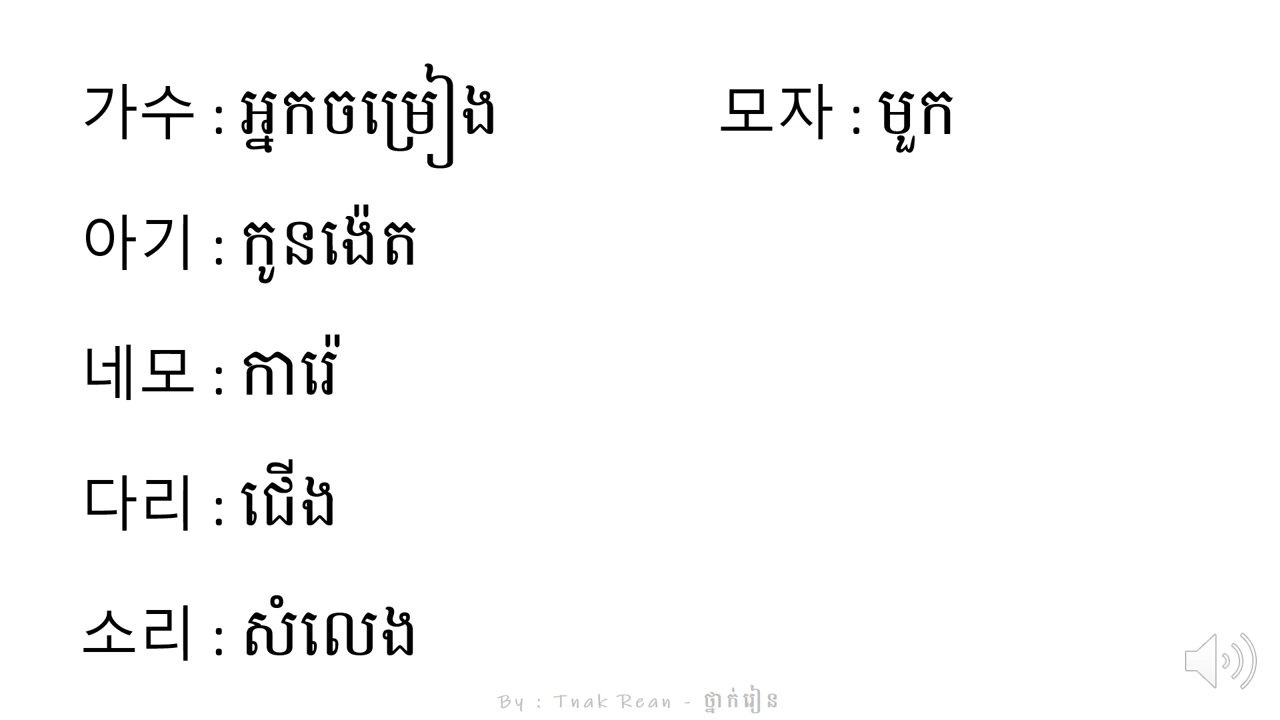 가수 : អ្នកចម្រៀង
아기 : កូនង៉ែត
네모 : ការ៉េ
다리 : ជើង
소리 : សំលេង
모자 : មួក
By : Tnak Rean - ថ្នាក់រៀន